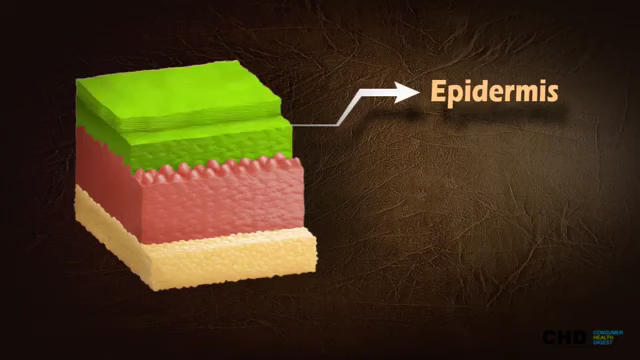 Epidermis
CHD
CONSUMER
HEALTH
DIGEST